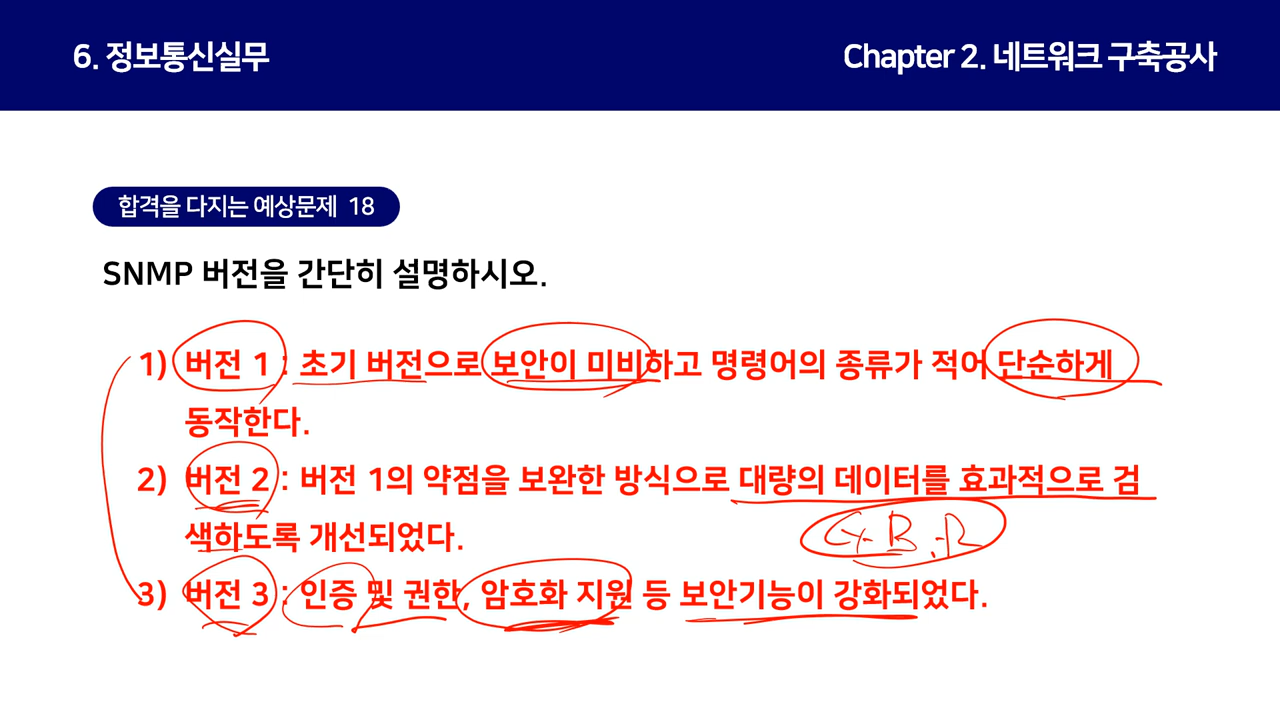 6. 정보통신실무
Chapter 2. 네트워크 구축공사
합격을 다지는 예상문제 18
SNMP 버전을 간단히 설명하시오.
1) 버전 1 : 초기 버전으로 보안이 미비하고 명령어의 종류가 적어 단순하게
동작한다.
2) 버전 2 : 버전 1의 약점을 보완한 방식으로 대량의 데이터를 효과적으로 검
색하도록 개선되었다.
3) 버전 3 : 인증 및 권한, 암호화 지원 등 보안기능이 강화되었다.